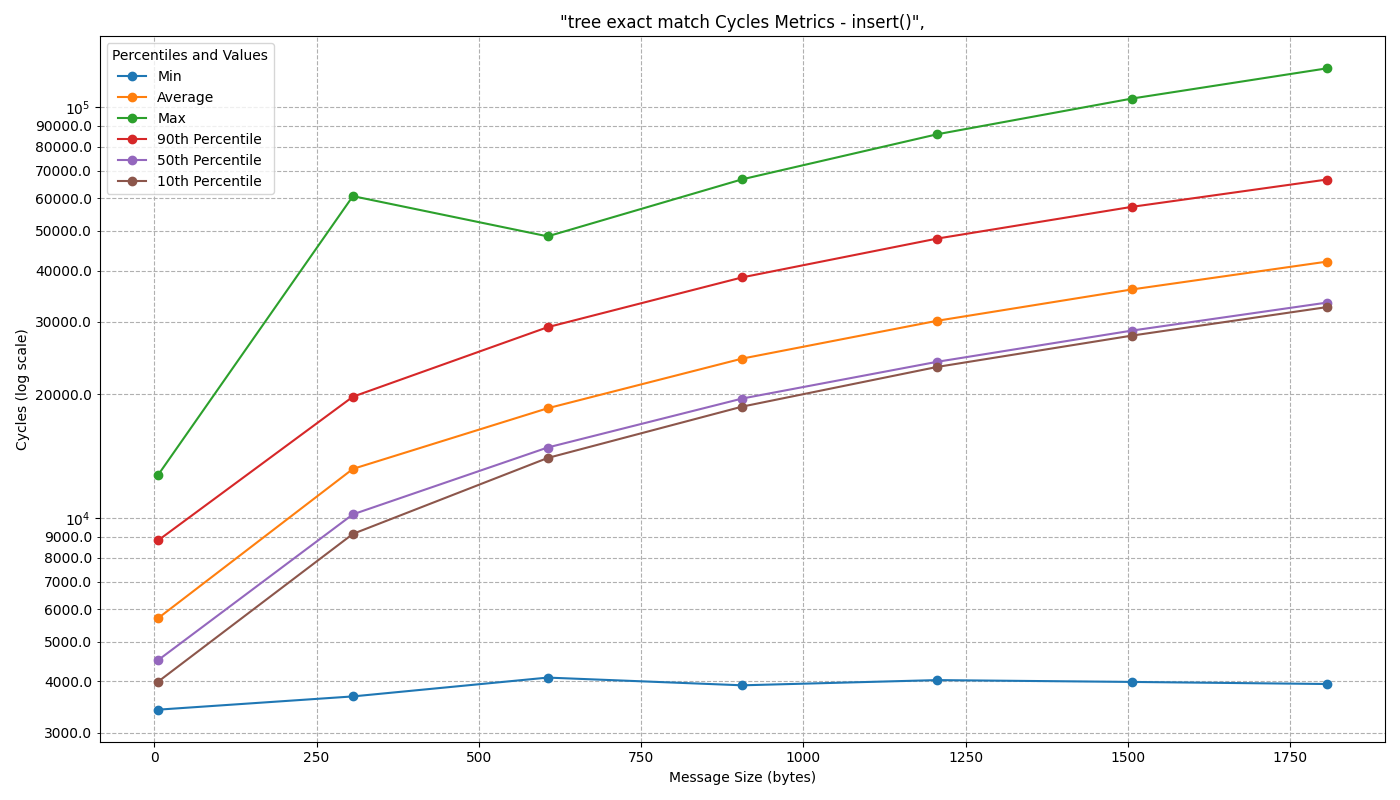 "tree exact match Cycles Metrics - insert()",
Percentiles and Values
Min
Average
Max
90th Percentile
50th Percentile
10th Percentile
10^5
90000.0
80000.0
70000.0
60000.0
50000.0
40000.0
30000.0
20000.0
10^4
9000.0
8000.0
7000.0
6000.0
5000.0
4000.0
3000.0
Cycles (log scale)
0 250 500 750 1000 1250 1500 1750
Message Size (bytes)